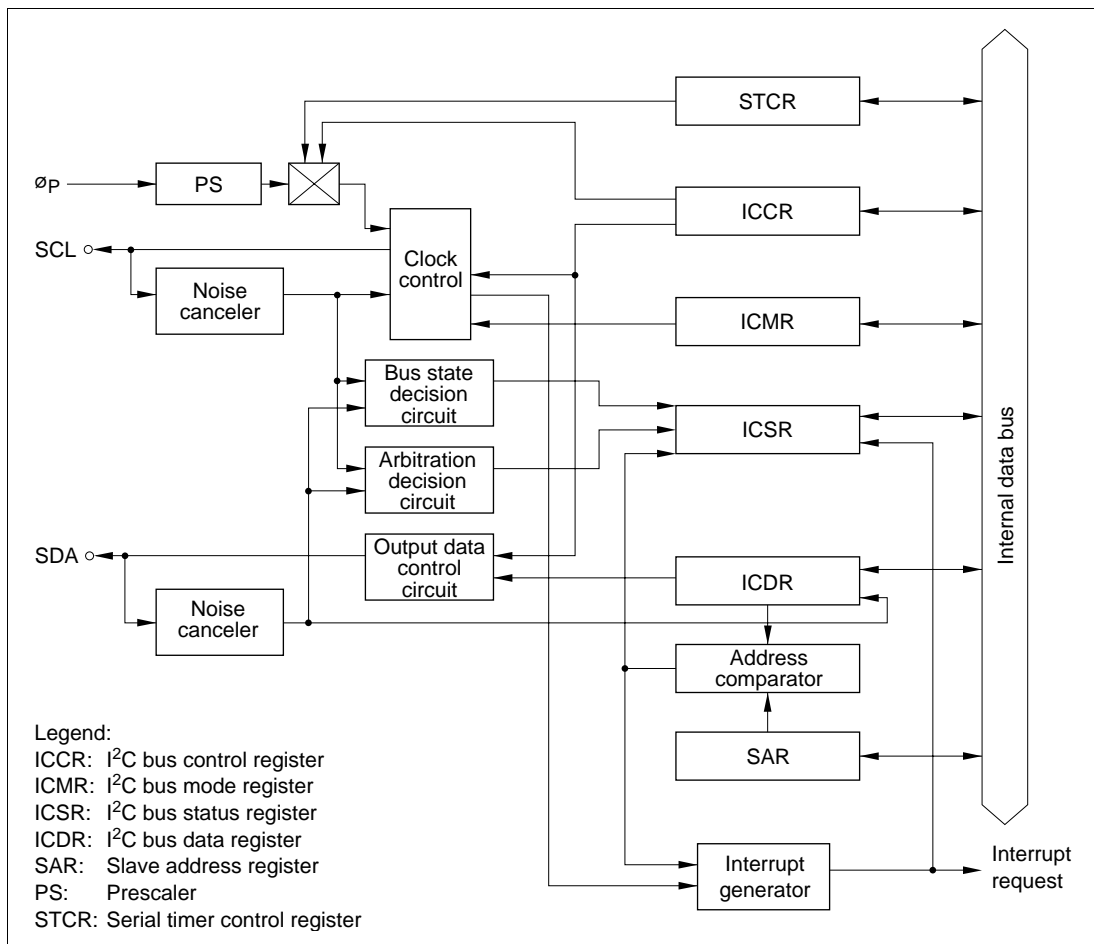 STCR
øP
PS
ICCR
SCL
Clock
control
Noise
canceler
ICMR
Bus state
decision
circuit
ICSR
Arbitration
decision
circuit
Internal data bus
SDA
Output data
control
circuit
ICDR
Noise
canceler
Address
comparator
SAR
Legend:
ICCR: I²C bus control register
ICMR: I²C bus mode register
ICSR: I²C bus status register
ICDR: I²C bus data register
SAR: Slave address register
PS: Prescaler
STCR: Serial timer control register
Interrupt
generator
Interrupt
request